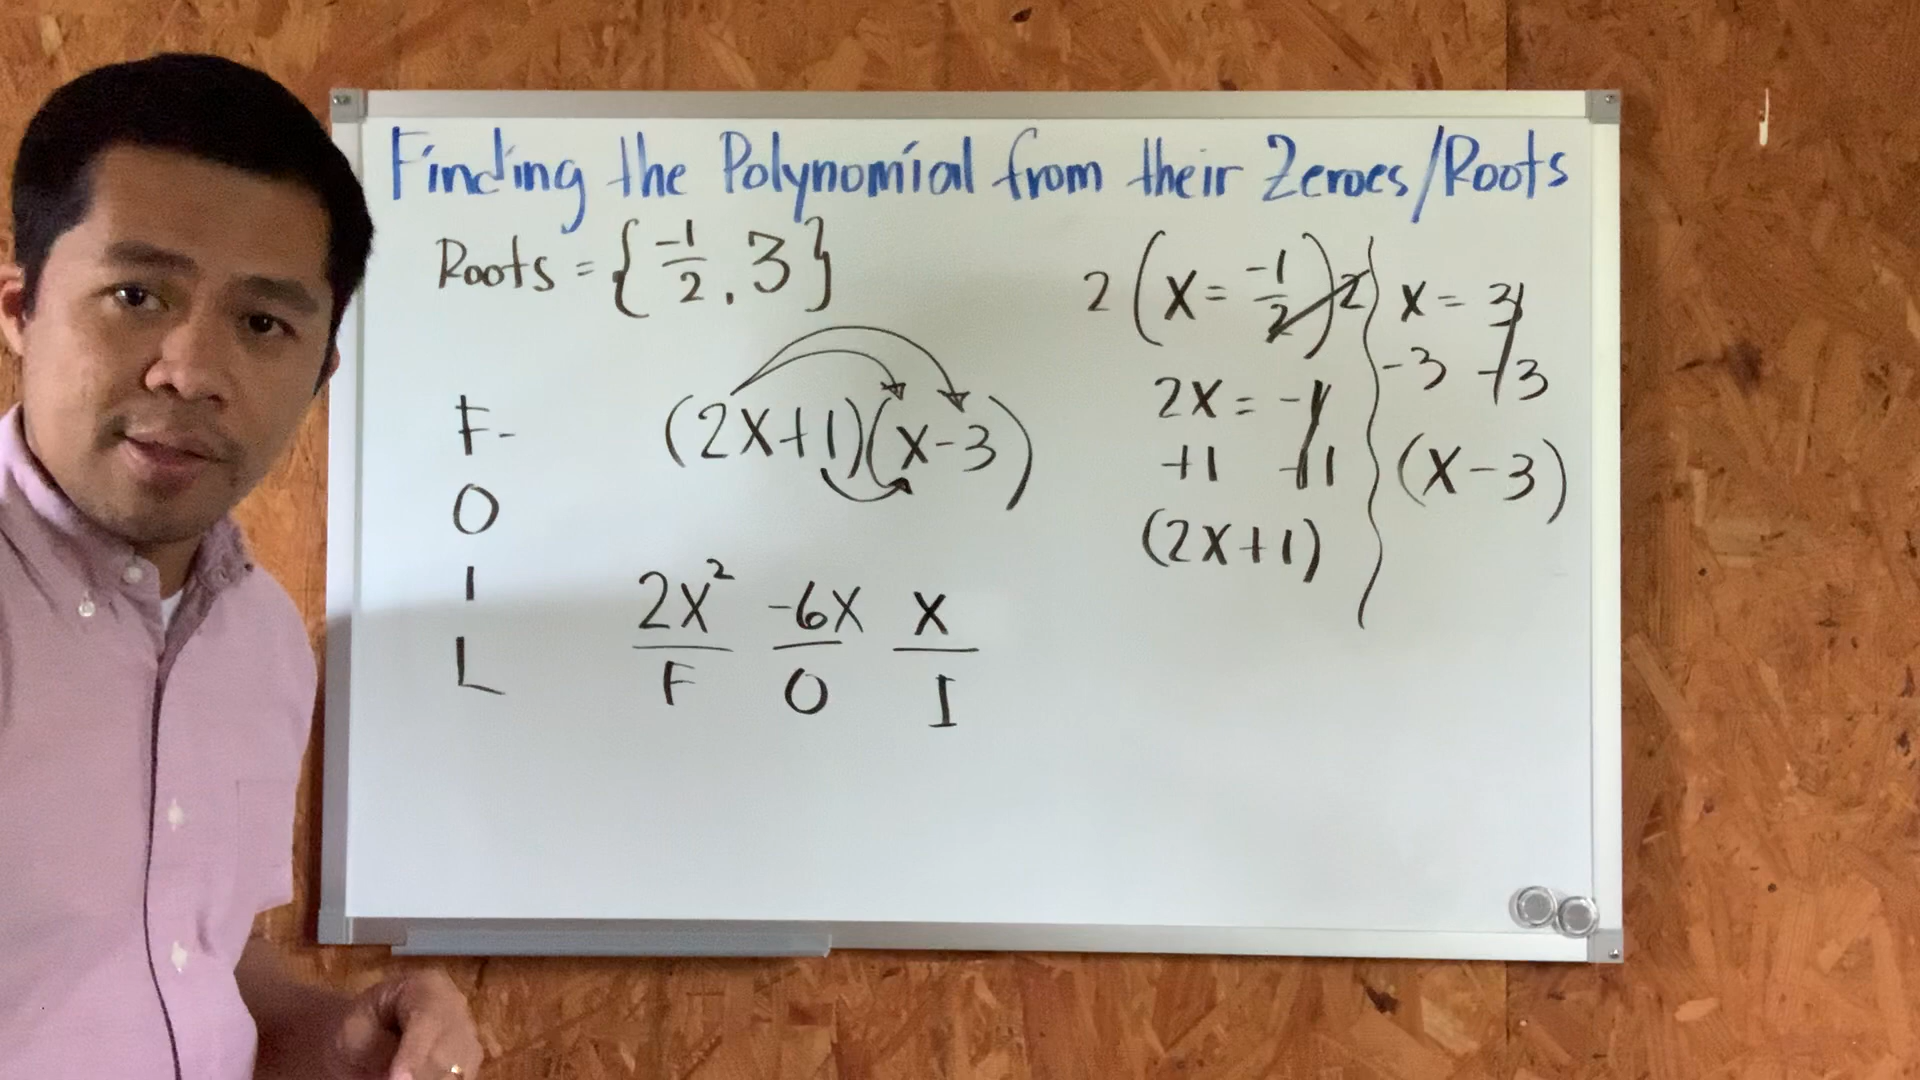 Finding the Polynomial from their Zeroes/Roots
Roots = {-1/2, 3}
F-
O
I
L
(2x+1)(x-3)
2x² -6x x
F O I
2(x = -1/2)2
2x = -1
+1 +1
(2x+1)
x = 3
-3 -3
(x-3)